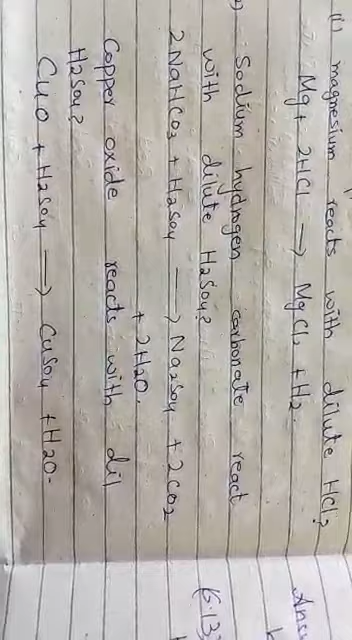 (i) magnesium reacts with dilute HCl,
Mg + 2HCl → MgCl2 + H2.
Sodium hydrogen carbonate react
with dilute H2SO4?
2NaHCO3 + H2SO4 → Na2SO4 + 2CO2
+ 2H2O.
Copper oxide reacts with dil
H2SO4?
CuO + H2SO4 → CuSO4 + H2O.